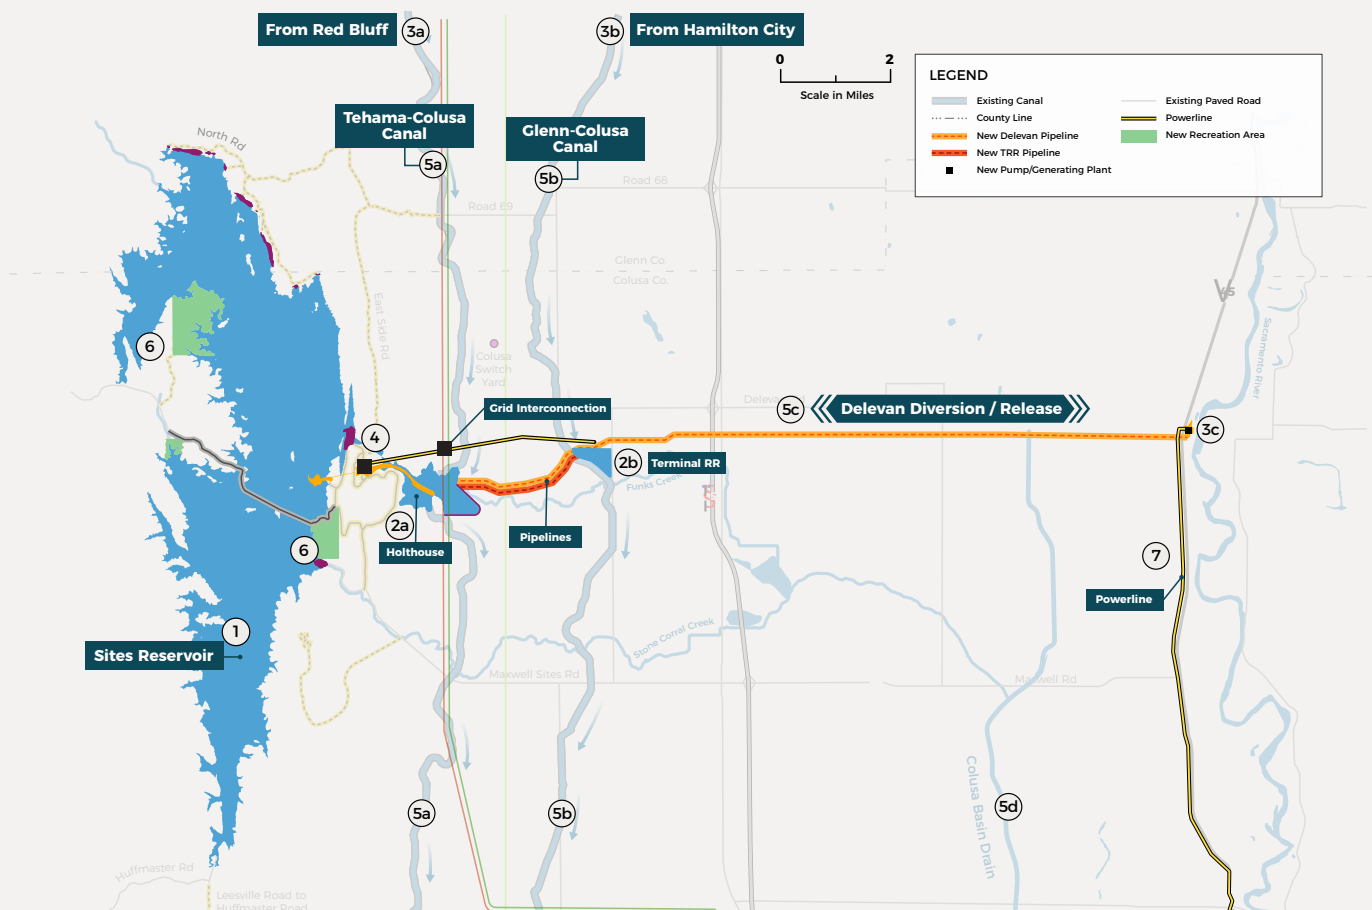 From Red Bluff
3a
3b
From Hamilton City
0
2
Scale in Miles
LEGEND
Existing Canal
County Line
New Delevan Pipeline
New TRR Pipeline
New Pump/Generating Plant
Existing Paved Road
Powerline
New Recreation Area
Tehama-Colusa
Canal
5a
Glenn-Colusa
Canal
5b
North Rd
Road 68
Road 69
Glenn Co.
Colusa Co.
East Side Rd
45
Sacramento River
6
Colusa
Switch
Yard
Grid Interconnection
5c
Delevan Diversion / Release
3c
4
2b
Terminal RR
Funks Creek
2a
Holthouse
Pipelines
6
7
Powerline
1
Sites Reservoir
Stone Corral Creek
Maxwell Sites Rd
Maxwell Rd
Colusa Basin Drain
5a
5b
5d
Huffmaster Rd
Leesville Road to
Huffmaster Road